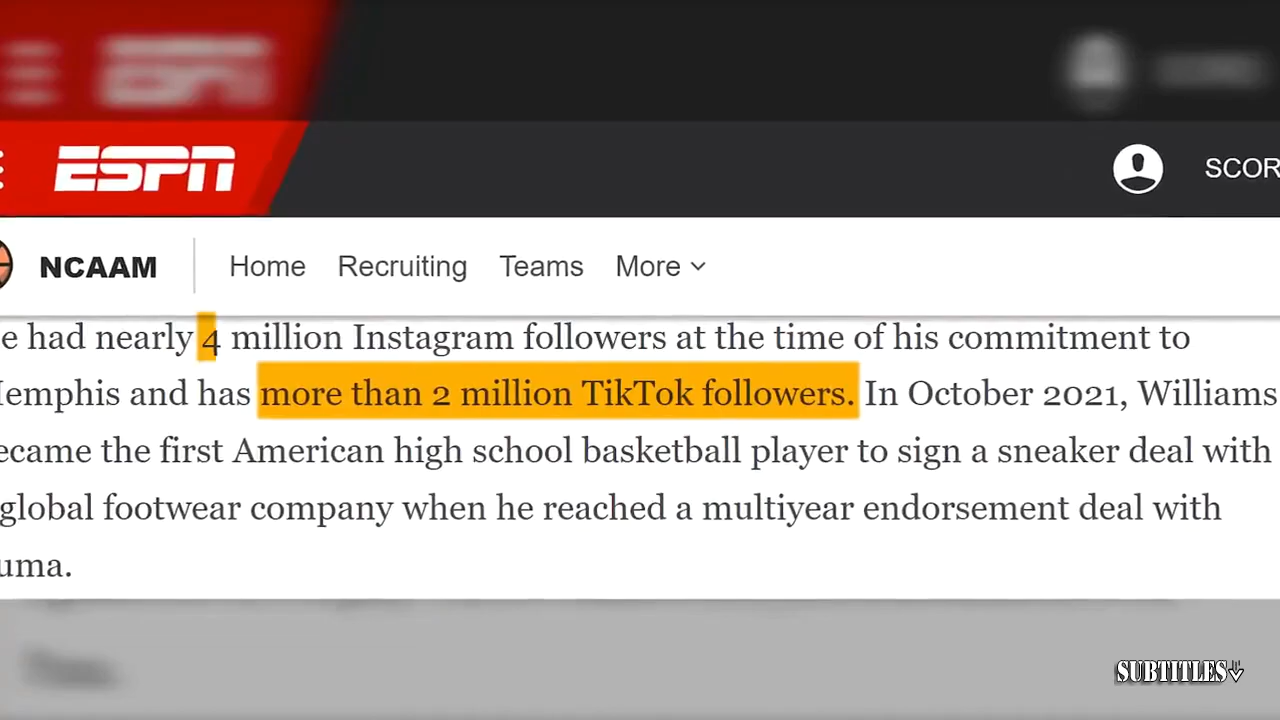 ESPN
SCOR
NCAAM Home Recruiting Teams More
e had nearly 4 million Instagram followers at the time of his commitment to
emphis and has more than 2 million TikTok followers. In October 2021, Williams
ecame the first American high school basketball player to sign a sneaker deal with
global footwear company when he reached a multiyear endorsement deal with
uma.
SUBTITLES